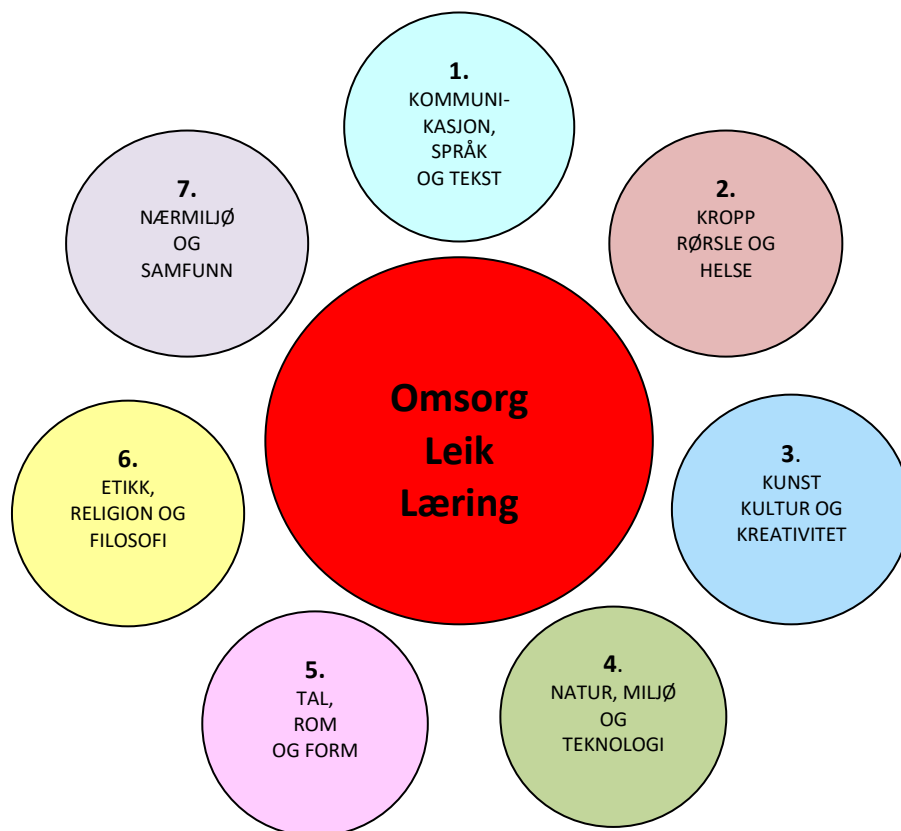 1.
KOMMUNI-
KASJON,
SPRÅK
OG TEKST
2.
KROPP
RØRSLE OG
HELSE
3.
KUNST
KULTUR OG
KREATIVITET
4.
NATUR, MILJØ
OG
TEKNOLOGI
5.
TAL,
ROM
OG FORM
6.
ETIKK,
RELIGION OG
FILOSOFI
7.
NÆRMILJØ
OG
SAMFUNN
Omsorg
Leik
Læring